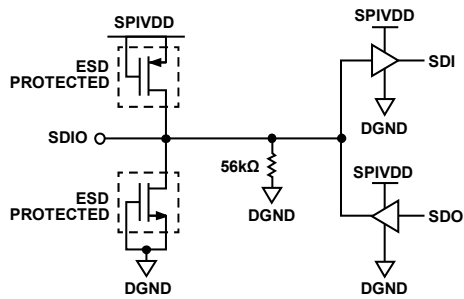 SPIVDD
SPIVDD
ESD
PROTECTED
SDI
DGND
SDIO
56kΩ
DGND
SPIVDD
ESD
PROTECTED
SDO
DGND
DGND